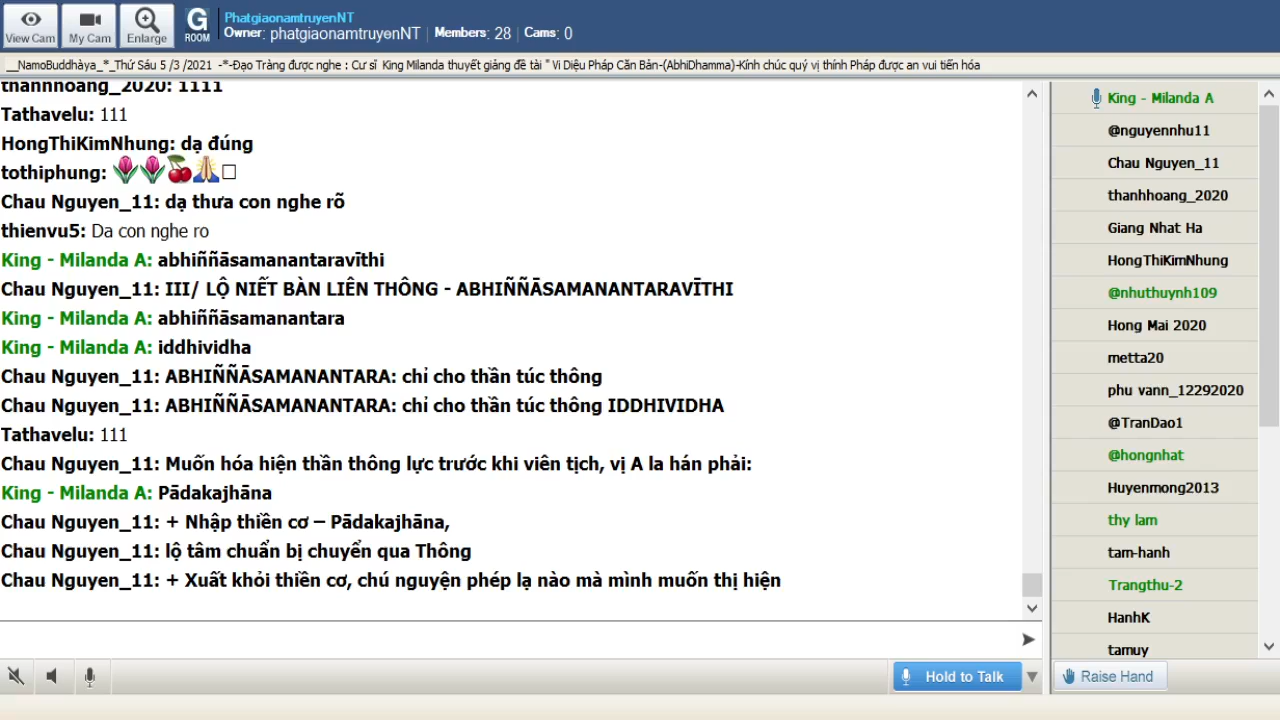 View Cam
My Cam
Enlarge
G ROOM
PhatgiaonamtruyenNT
Owner: phatgiaonamtruyenNT | Members: 28 | Cams: 0
__NamoBuddhàya_*_Thứ Sáu 5 /3 /2021 -*-Đạo Tràng được nghe : Cư sĩ King Milanda thuyết giảng đề tài " Vi Diệu Pháp Căn Bản-(AbhiDhamma)-Kính chúc quý vị thính Pháp được an vui tiến hóa
thanhhoang_2020: 1111
Tathavelu: 111
HongThiKimNhung: dạ đúng
tothiphung: 🌷🌷🍒🙏□
Chau Nguyen_11: dạ thưa con nghe rõ
thienvu5: Da con nghe ro
King - Milanda A: abhiññāsamanantaravīthi
Chau Nguyen_11: III/ LỘ NIẾT BÀN LIÊN THÔNG - ABHIÑÑĀSAMANANTARAVĪTHI
King - Milanda A: abhiññāsamanantara
King - Milanda A: iddhividha
Chau Nguyen_11: ABHIÑÑĀSAMANANTARA: chỉ cho thần túc thông
Chau Nguyen_11: ABHIÑÑĀSAMANANTARA: chỉ cho thần túc thông IDDHIVIDHA
Tathavelu: 111
Chau Nguyen_11: Muốn hóa hiện thần thông lực trước khi viên tịch, vị A la hán phải:
King - Milanda A: Pādakajhāna
Chau Nguyen_11: + Nhập thiền cơ – Pādakajhāna,
Chau Nguyen_11: lộ tâm chuẩn bị chuyển qua Thông
Chau Nguyen_11: + Xuất khỏi thiền cơ, chú nguyện phép lạ nào mà mình muốn thị hiện
King - Milanda A
@nguyennhu11
Chau Nguyen_11
thanhhoang_2020
Giang Nhat Ha
HongThiKimNhung
@nhuthuynh109
Hong Mai 2020
metta20
phu vann_12292020
@TranDao1
@hongnhat
Huyenmong2013
thy lam
tam-hanh
Trangthu-2
HanhK
tamuy
Hold to Talk
Raise Hand